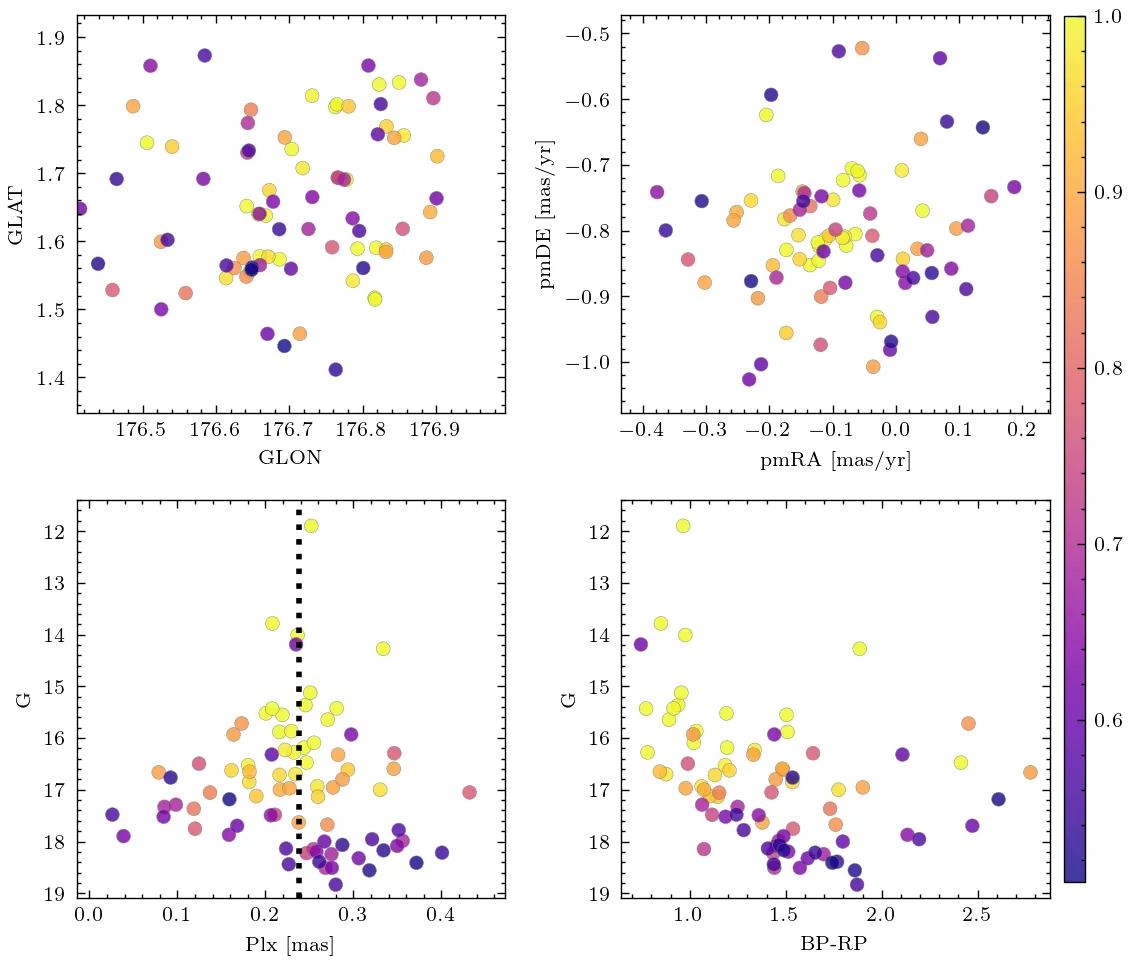 1.9
1.8
1.7
1.6
1.5
1.4
GLAT
176.5 176.6 176.7 176.8 176.9
GLON
−0.5
−0.6
−0.7
−0.8
−0.9
−1.0
pmDE [mas/yr]
−0.4 −0.3 −0.2 −0.1 0.0 0.1 0.2
pmRA [mas/yr]
12
13
14
15
16
17
18
19
G
0.0 0.1 0.2 0.3 0.4
Plx [mas]
12
13
14
15
16
17
18
19
G
1.0 1.5 2.0 2.5
BP-RP
1.0
0.9
0.8
0.7
0.6